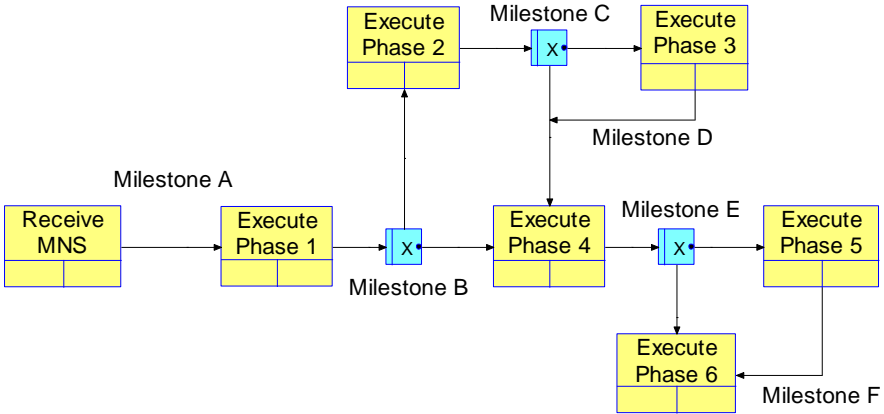 Milestone C
Execute
Phase 2
X
Execute
Phase 3
Milestone D
Milestone A
Receive
MNS
Execute
Phase 1
X
Milestone B
Execute
Phase 4
Milestone E
X
Execute
Phase 5
Execute
Phase 6
Milestone F